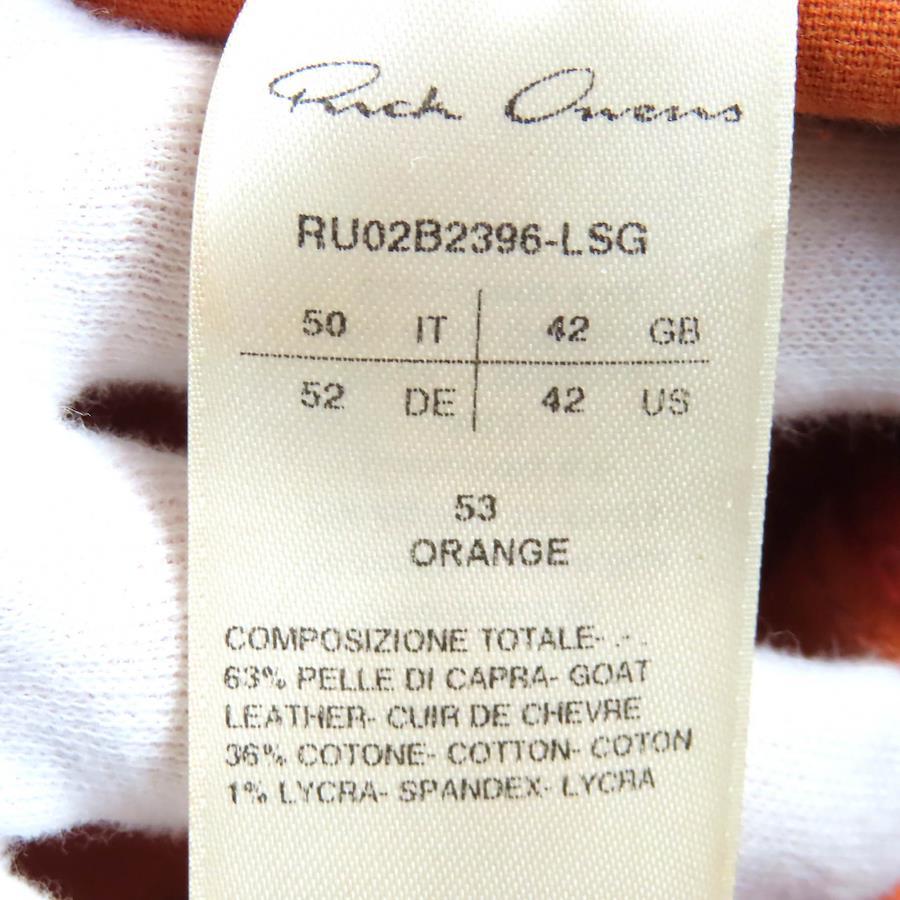 Rick Owens
RU02B2396-LSG
50 IT 42 GB
52 DE 42 US
53
ORANGE
COMPOSIZIONE TOTALE- .- .
63% PELLE DI CAPRA- GOAT
LEATHER- CUIR DE CHEVRE
36% COTONE- COTTON- COTON
1% LYCRA- SPANDEX- LYCRA